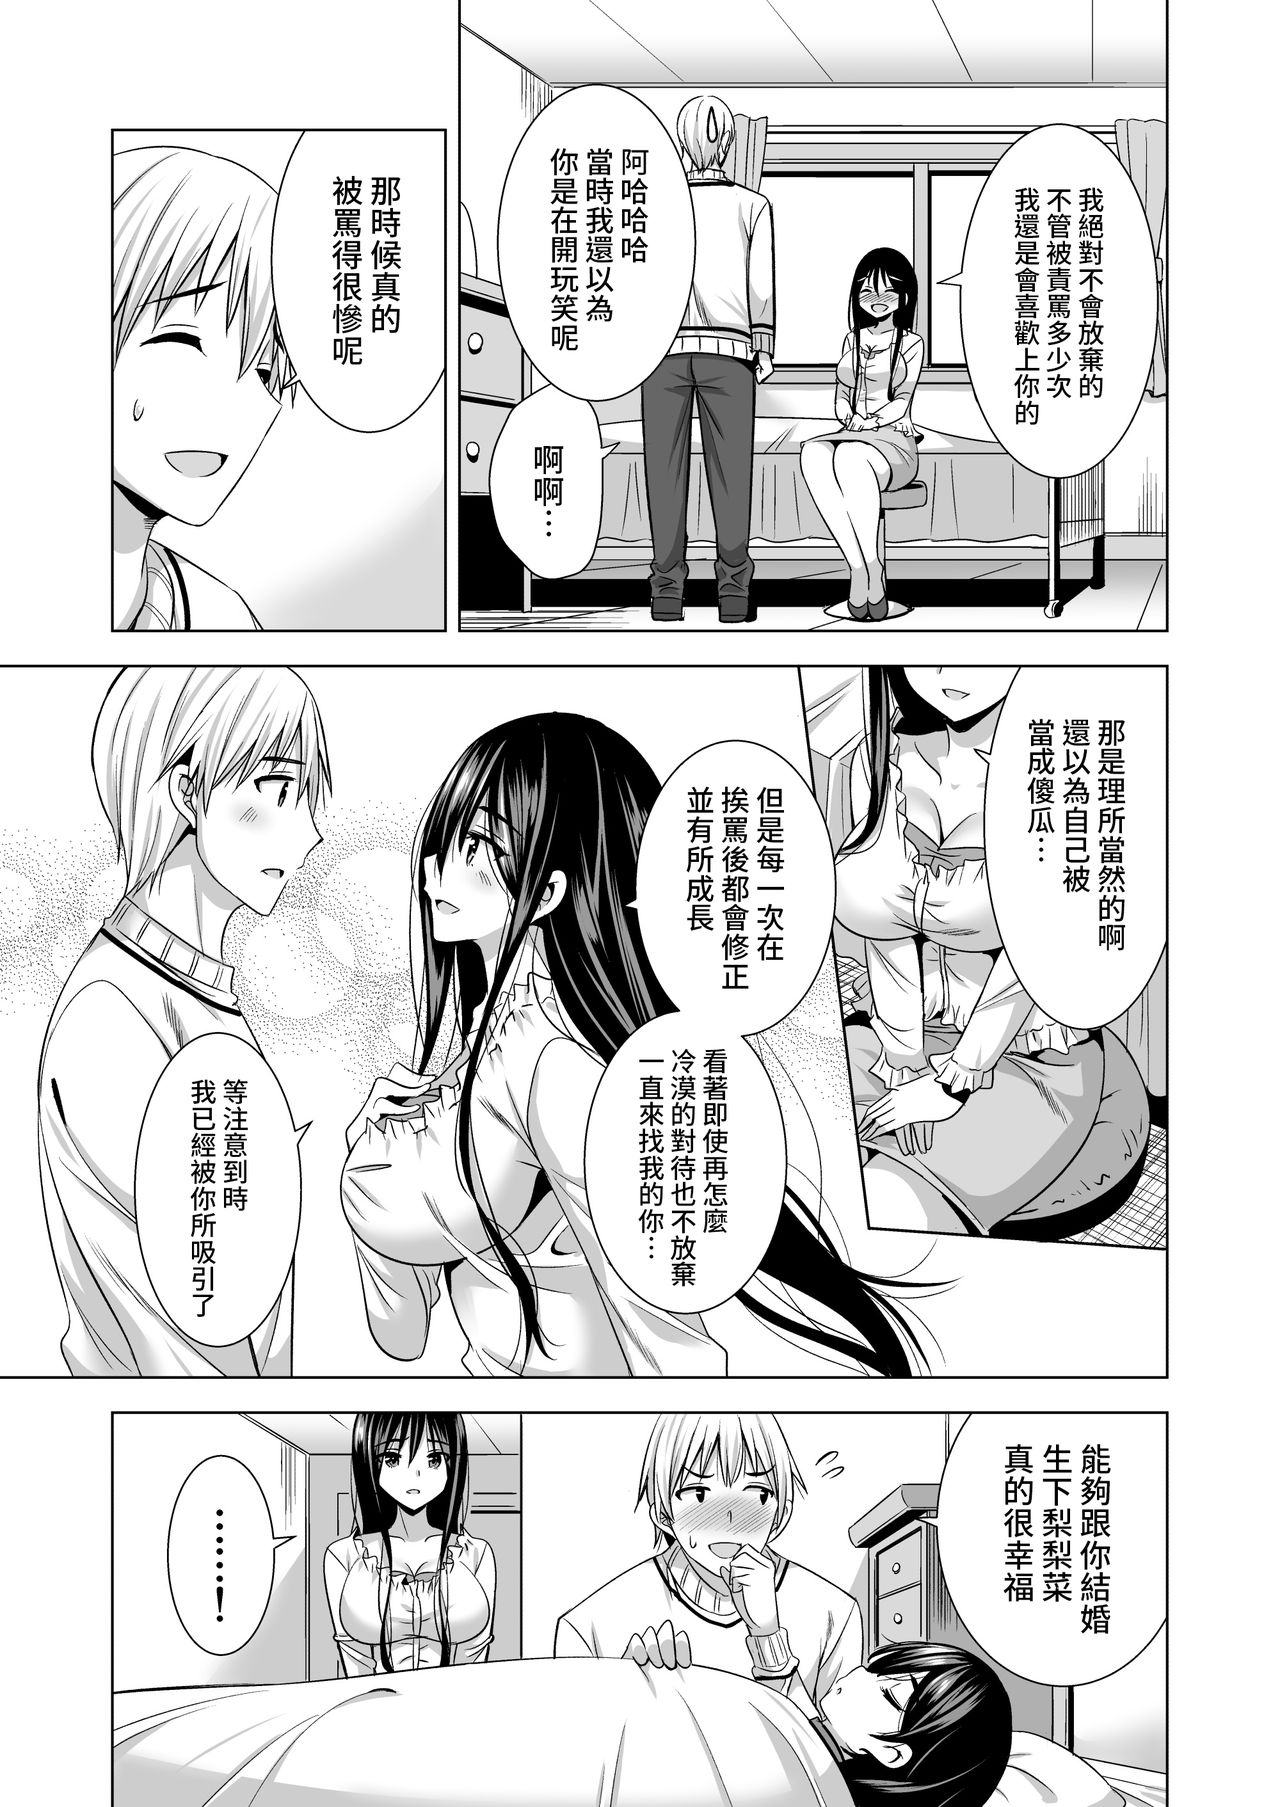 我絕對不會放棄的
不管被責罵多少次
我還是會喜歡上你的
阿哈哈哈
當時我還以為
你是在開玩笑呢
啊啊…
那時候真的
被罵得很慘呢
那是理所當然的啊
還以為自己被
當成傻瓜…
但是每一次在
挨罵後都會修正
並有所成長
看著即使再怎麼
冷漠的對待也不放棄
一直來找我的你…
等注意到時
我已經被你所吸引了
能夠跟你結婚
生下梨梨菜
真的很幸福
………!